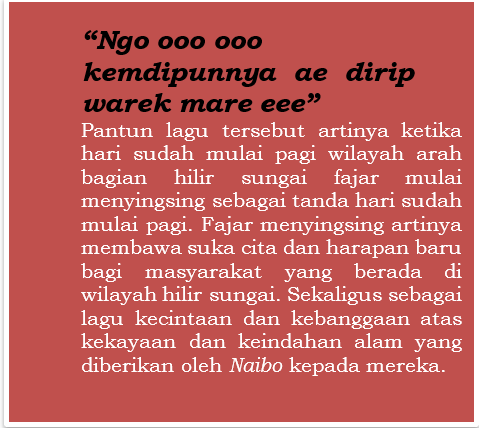 “Ngo ooo ooo
kemdipunnya ae dirip
warek mare eee”
Pantun lagu tersebut artinya ketika
hari sudah mulai pagi wilayah arah
bagian hilir sungai fajar mulai
menyingsing sebagai tanda hari sudah
mulai pagi. Fajar menyingsing artinya
membawa suka cita dan harapan baru
bagi masyarakat yang berada di
wilayah hilir sungai. Sekaligus sebagai
lagu kecintaan dan kebanggaan atas
kekayaan dan keindahan alam yang
diberikan oleh Naibo kepada mereka.